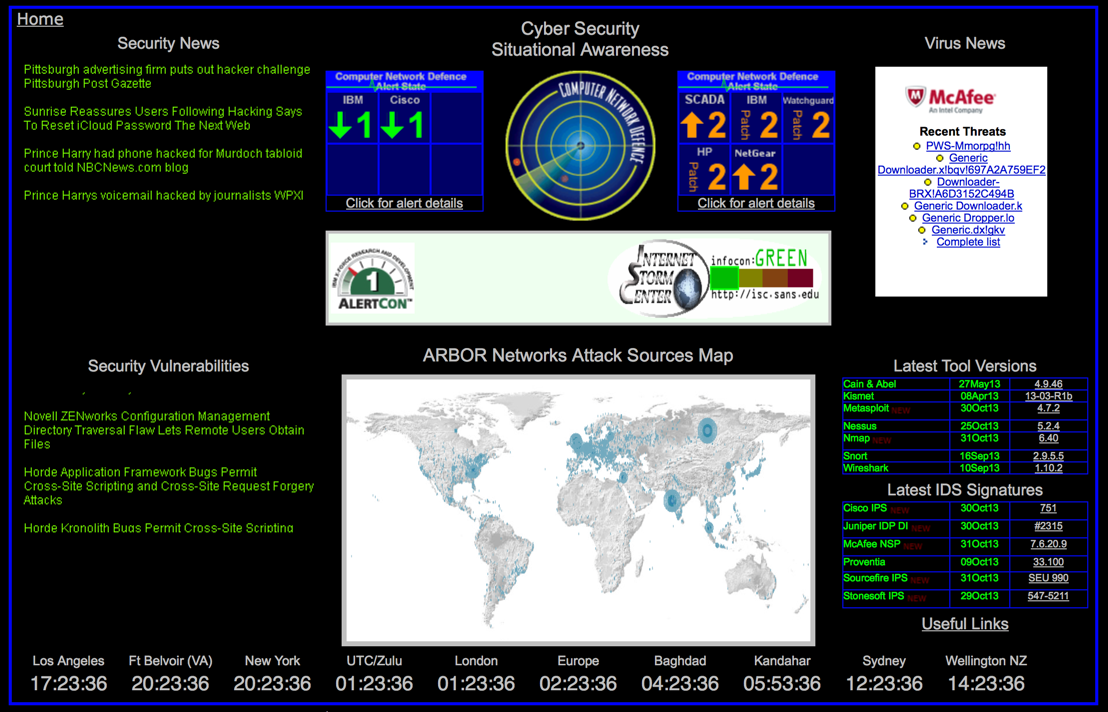 Home
Cyber Security
Situational Awareness
Security News
Pittsburgh advertising firm puts out hacker challenge
Pittsburgh Post Gazette
Sunrise Reassures Users Following Hacking Says
To Reset iCloud Password The Next Web
Prince Harry had phone hacked for Murdoch tabloid
court told NBCNews.com blog
Prince Harrys voicemail hacked by journalists WPXI
Computer Network Defence
Alert State
IBM Cisco
1 1
Click for alert details
COMPUTER NETWORK DEFENCE
Computer Network Defence
Alert State
SCADA IBM Watchguard
2 Patch 2 Patch 2
HP NetGear
Patch 2 2
Click for alert details
Virus News
McAfee
An Intel Company
Recent Threats
PWS-Mmorpg!hh
Generic
Downloader.x!bgv!697A2A759EF2
Downloader-
BRX!A6D3152C494B
Generic Downloader.k
Generic Dropper.lo
Generic.dx!gkv
Complete list
IBM X-FORCE RESEARCH AND DEVELOPMENT
1
ALERTCON™
INTERNET
STORM
CENTER
infocon:GREEN
http://isc.sans.edu
Security Vulnerabilities
Novell ZENworks Configuration Management
Directory Traversal Flaw Lets Remote Users Obtain
Files
Horde Application Framework Bugs Permit
Cross-Site Scripting and Cross-Site Request Forgery
Attacks
Horde Kronolith Bugs Permit Cross-Site Scripting
ARBOR Networks Attack Sources Map
Latest Tool Versions
Cain & Abel 27May13 4.9.46
Kismet 08Apr13 13-03-R1b
Metasploit NEW 30Oct13 4.7.2
Nessus 25Oct13 5.2.4
Nmap NEW 31Oct13 6.40
Snort 16Sep13 2.9.5.5
Wireshark 10Sep13 1.10.2
Latest IDS Signatures
Cisco IPS NEW 30Oct13 751
Juniper IDP DI NEW 30Oct13 #2315
McAfee NSP NEW 31Oct13 7.6.20.9
Proventia 09Oct13 33.100
Sourcefire IPS NEW 31Oct13 SEU 990
Stonesoft IPS NEW 29Oct13 547-5211
Useful Links
Los Angeles Ft Belvoir (VA) New York UTC/Zulu London Europe Baghdad Kandahar Sydney Wellington NZ
17:23:36 20:23:36 20:23:36 01:23:36 01:23:36 02:23:36 04:23:36 05:53:36 12:23:36 14:23:36